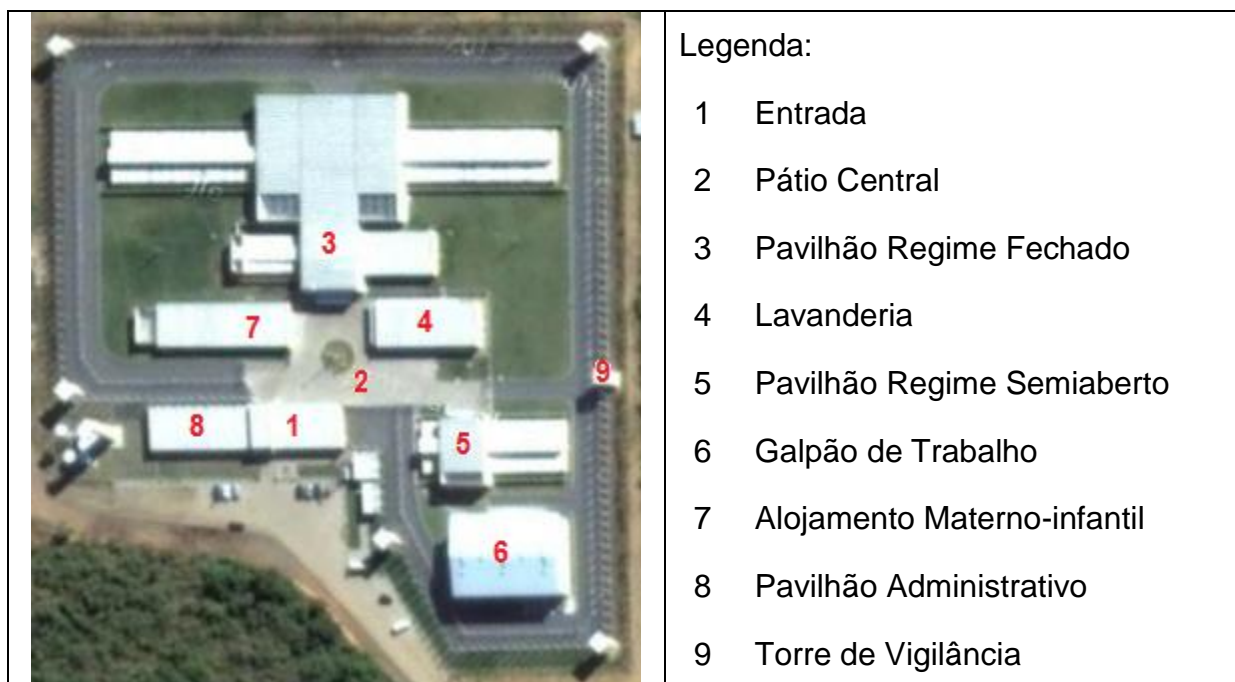 Legenda:
1 Entrada
2 Pátio Central
3 Pavilhão Regime Fechado
4 Lavanderia
5 Pavilhão Regime Semiaberto
6 Galpão de Trabalho
7 Alojamento Materno-infantil
8 Pavilhão Administrativo
9 Torre de Vigilância
3
7
4
9
2
8
1
5
6